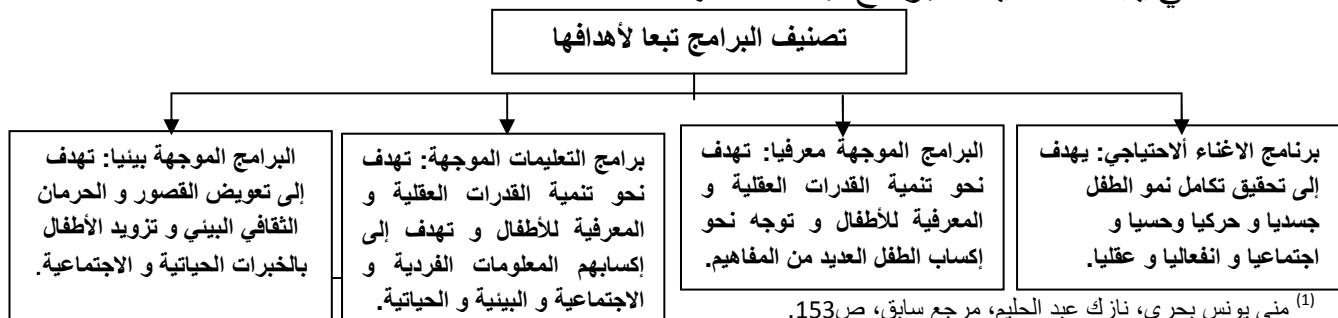 تصنيف البرامج تبعا لأهدافها
برنامج الاغناء ألاحتياجي: يهدف
إلى تحقيق تكامل نمو الطفل
جسديا و حركيا وحسيا و
اجتماعيا و انفعاليا و عقليا.
البرامج الموجهة معرفيا: تهدف
نحو تنمية القدرات العقلية و
المعرفية للأطفال و توجه نحو
إكساب الطفل العديد من المفاهيم.
برامج التعليمات الموجهة: تهدف
نحو تنمية القدرات العقلية و
المعرفية للأطفال و تهدف إلى
إكسابهم المعلومات الفردية و
الاجتماعية و البيئية و الحياتية.
البرامج الموجهة بيئيا: تهدف
إلى تعويض القصور و الحرمان
الثقافي البيئي و تزويد الأطفال
بالخبرات الحياتية و الاجتماعية.
(1) منى يونس بحري، نازك عبد الحليم، مرجع سابق، ص153.